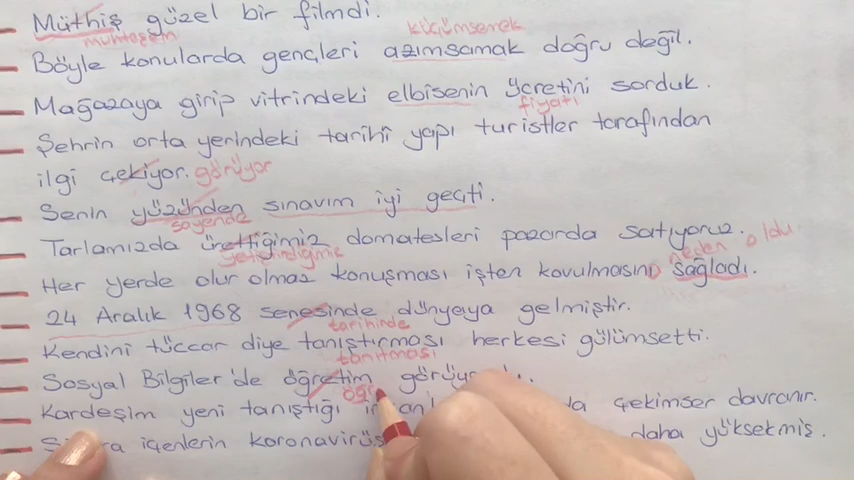 Müthiş güzel bir filmdi.
muhteşem
küçümsemek
Böyle konularda gençleri azımsamak doğru değil.
Mağazaya girip vitrindeki elbisenin ücretini sorduk.
fiyatı
Şehrin orta yerindeki tarihî yapı turistler tarafından
ilgi çekiyor. görüyor
Senin yüzünden sınavım iyi geçti.
sayende
Tarlamızda ürettiğimiz domatesleri pazarda satıyoruz.
yetiştirdiğimiz
neden oldu
Her yerde olur olmaz konuşması işten kovulmasını sağladı.
24 Aralık 1968 senesinde dünyaya gelmiştir.
tarihinde
Kendini tüccar diye tanıştırması herkesi gülümsetti.
tanıtması
Sosyal Bilgiler'de öğretim
Kardeşim yeni tanıştığı çekimser davranır.
içenlerin daha yüksekmiş.